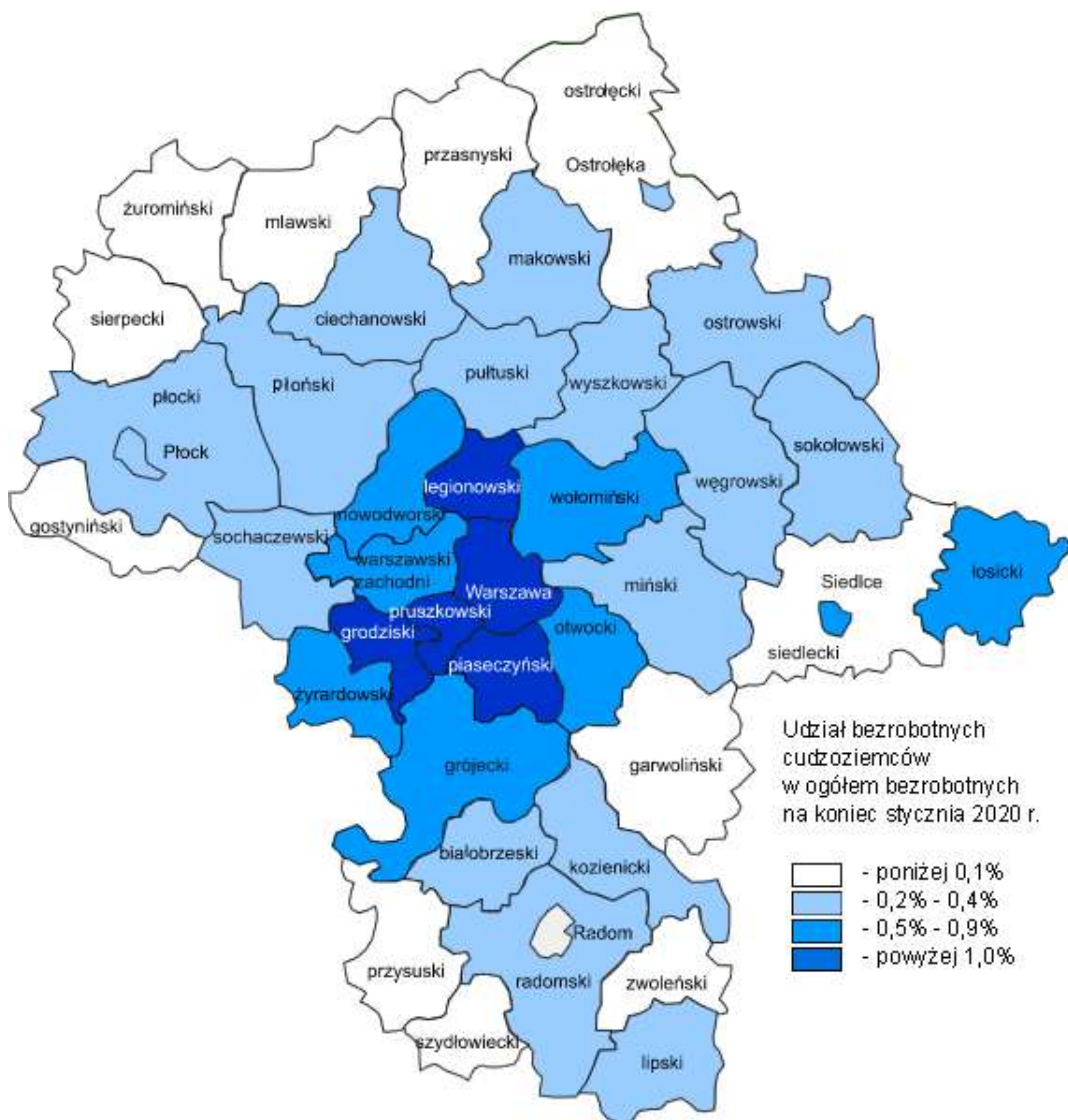 ostrołęcki
przasnyski
Ostrołęka
żuromiński
mlawski
makowski
sierpecki
ciechanowski
ostrowski
płoński
pułtuski
wyszkowski
płocki
Płock
sokołowski
legionowski
wołomiński
węgrowski
gostyniński
nowodworski
sochaczewski
warszawski
zachodni
Siedlce
łosicki
Warszawa
miński
pruszkowski
grodziski
otwocki
siedlecki
piaseczyński
żyrardowski
grójecki
garwoliński
Udział bezrobotnych
cudzoziemców
w ogółem bezrobotnych
na koniec stycznia 2020 r.
białobrzeski
kozienicki
- poniżej 0,1%
- 0,2% - 0,4%
- 0,5% - 0,9%
- powyżej 1,0%
Radom
przysuski
radomski
zwoleński
szydłowiecki
lipski